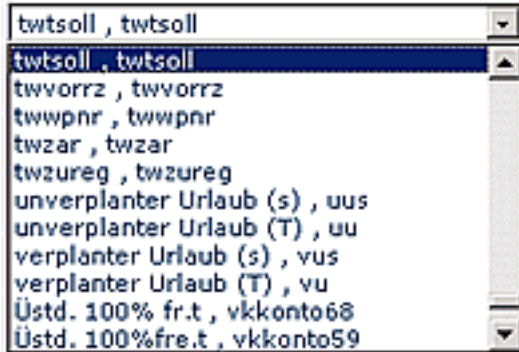 twtsoll , twtsoll
twtsoll , twtsoll
twvorrz , twvorrz
twwpnr , twwpnr
twzar , twzar
twzureg , twzureg
unverplanter Urlaub (s) , uus
unverplanter Urlaub (T) , uu
verplanter Urlaub (s) , vus
verplanter Urlaub (T) , vu
Üstd. 100% fr.t , vkkonto68
Üstd. 100%fre.t , vkkonto59